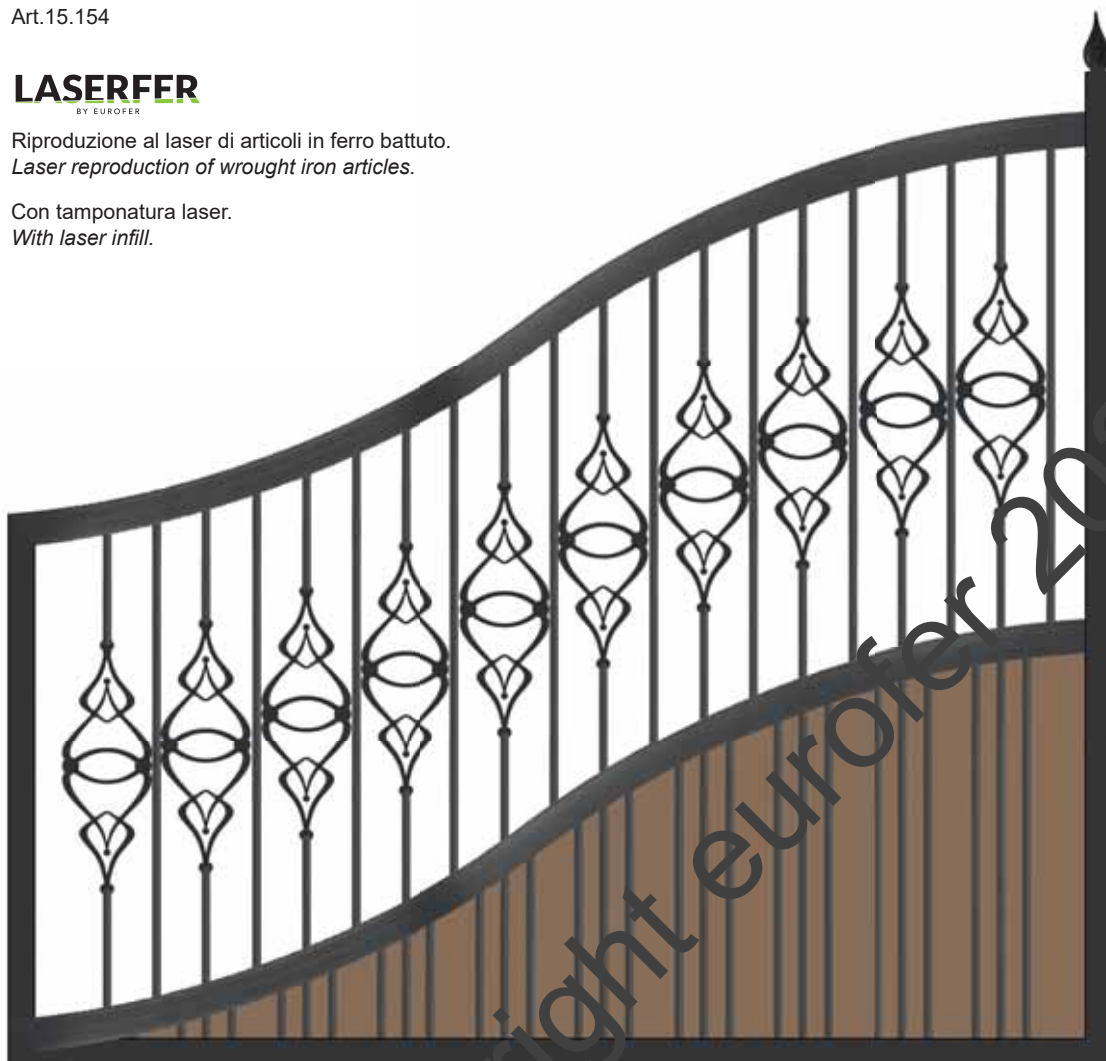 Art.15.154
LASERFER
BY EUROFER
Riproduzione al laser di articoli in ferro battuto.
Laser reproduction of wrought iron articles.
Con tamponatura laser.
With laser infill.
eurofer